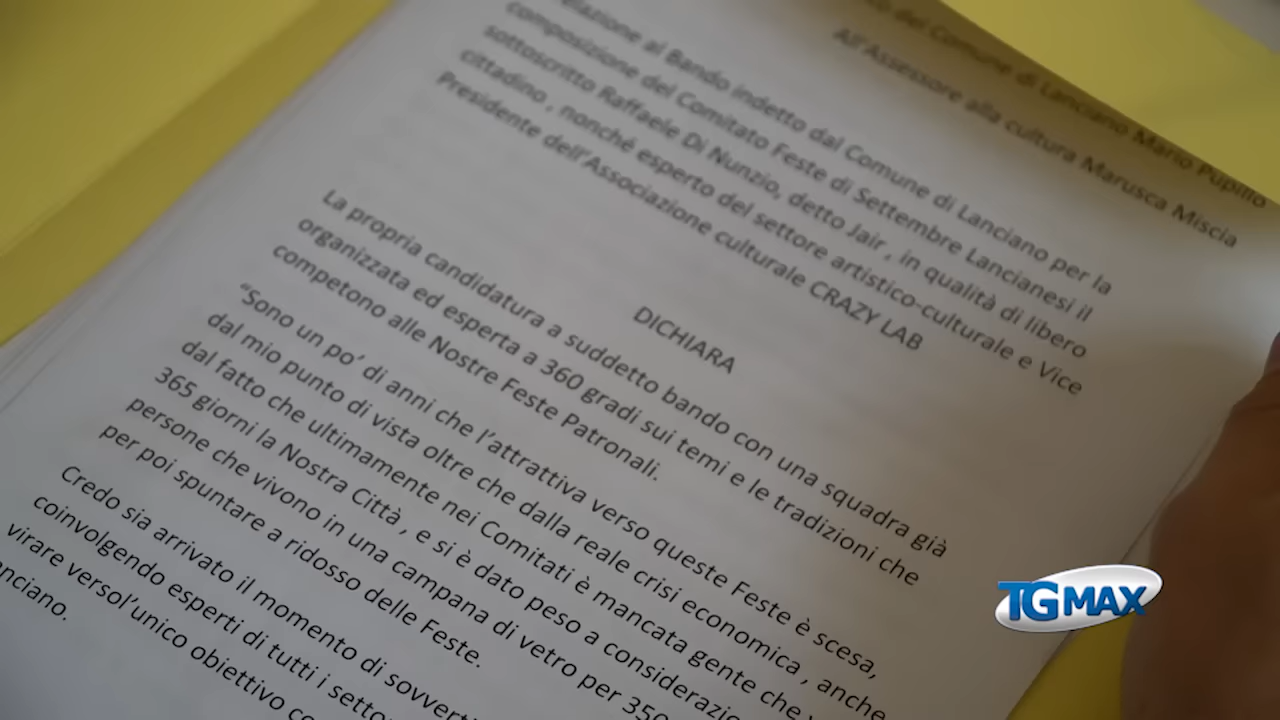 del Comune di Lanciano Mario Pupillo
All'Assessore alla cultura Marusca Miscia
al Bando indetto dal Comune di Lanciano per la
composizione del Comitato Feste di Settembre Lancianesi il
sottoscritto Raffaele Di Nunzio, detto Jair , in qualità di libero
cittadino , nonché esperto del settore artistico-culturale e Vice
Presidente dell'Associazione culturale CRAZY LAB
DICHIARA
La propria candidatura a suddetto bando con una squadra già
organizzata ed esperta a 360 gradi sui temi e le tradizioni che
competono alle Nostre Feste Patronali.
“Sono un po’ di anni che l’attrattiva verso queste Feste è scesa,
dal mio punto di vista oltre che dalla reale crisi economica , anche
dal fatto che ultimamente nei Comitati è mancata gente che
365 giorni la Nostra Città , e si è dato peso a
persone che vivono in una campana di vetro per 350
per poi spuntare a ridosso delle Feste.
Credo sia arrivato il momento di
coinvolgendo esperti di tutti i
virare versol’unico obiettivo
TGMAX